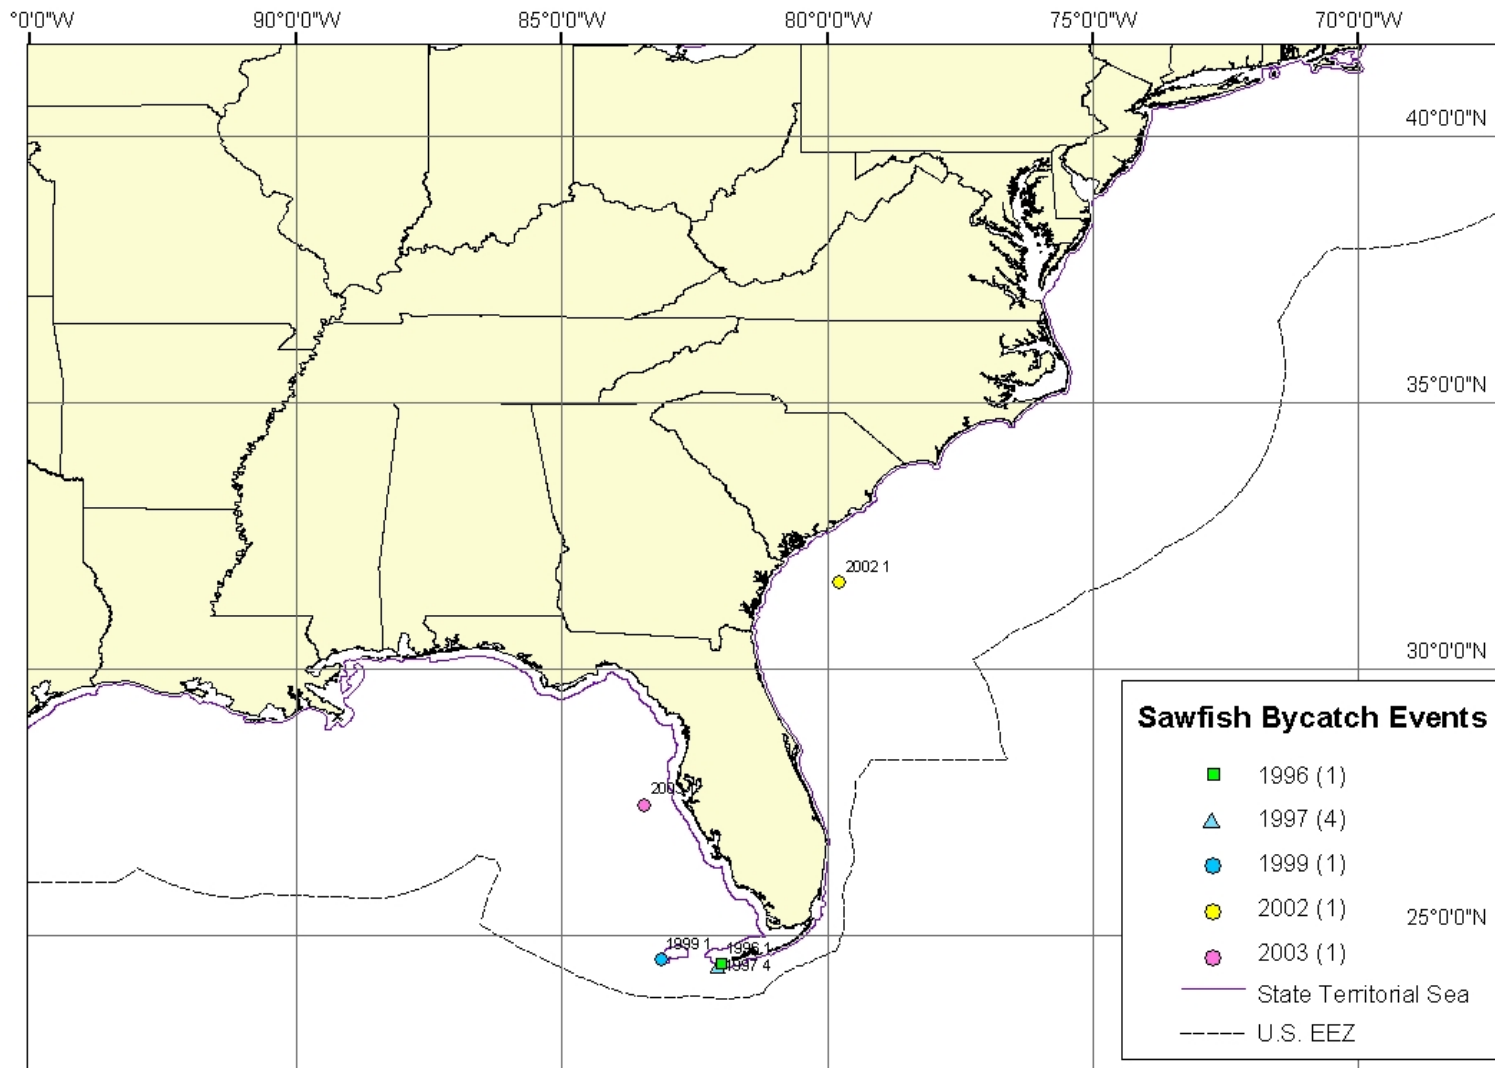 °0'0"W 90°0'0"W 85°0'0"W 80°0'0"W 75°0'0"W 70°0'0"W
40°0'0"N
35°0'0"N
2002 1
30°0'0"N
Sawfish Bycatch Events
1996 (1)
2003
1997 (4)
1999 (1)
2002 (1)
25°0'0"N
1999 1
1996 1
2003 (1)
1997 4
State Territorial Sea
U.S. EEZ